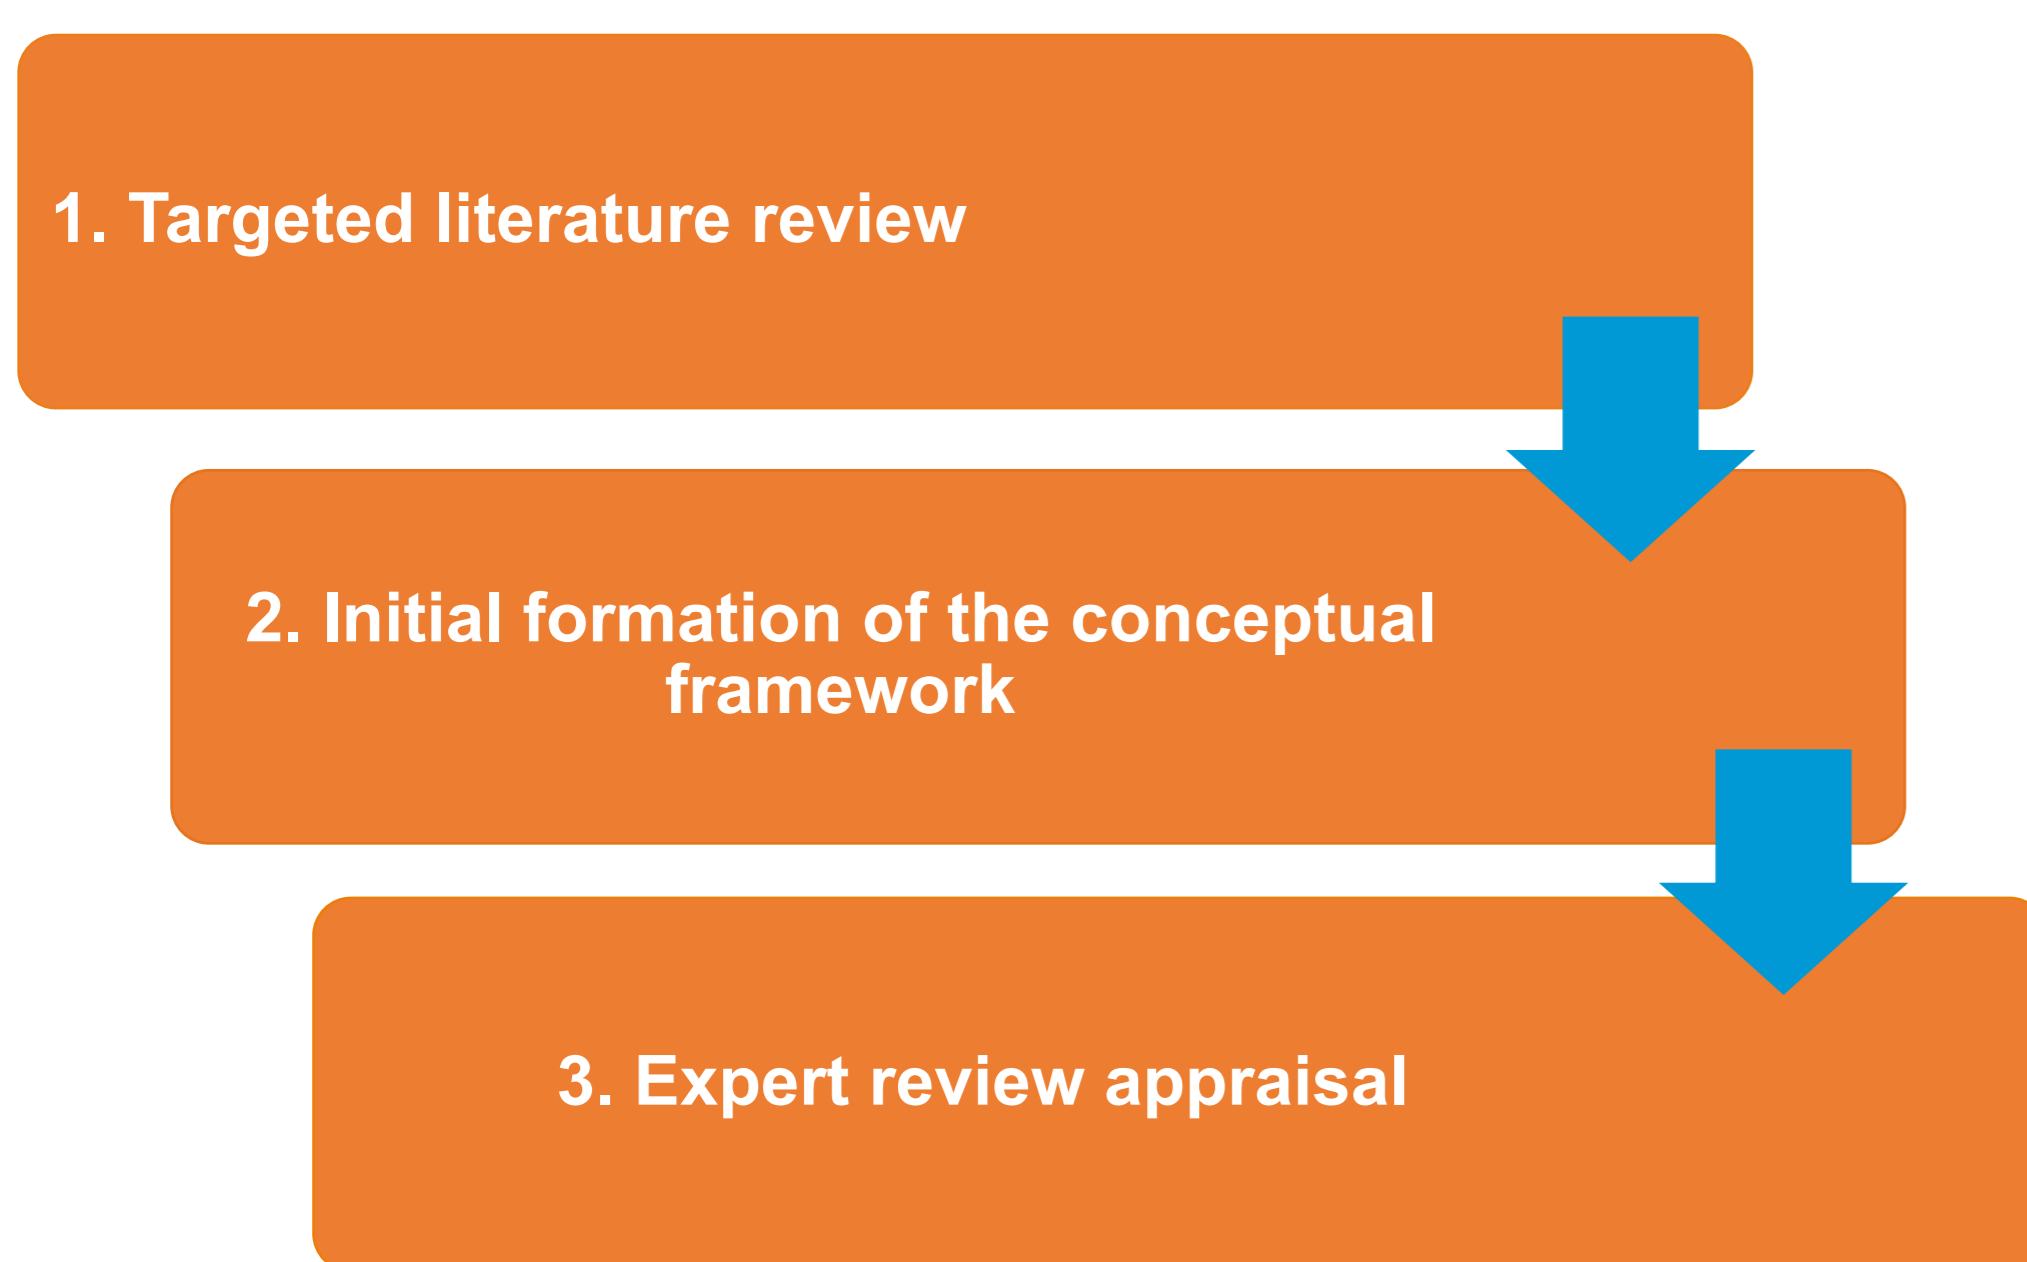 1. Targeted literature review
2. Initial formation of the conceptual
framework
3. Expert review appraisal